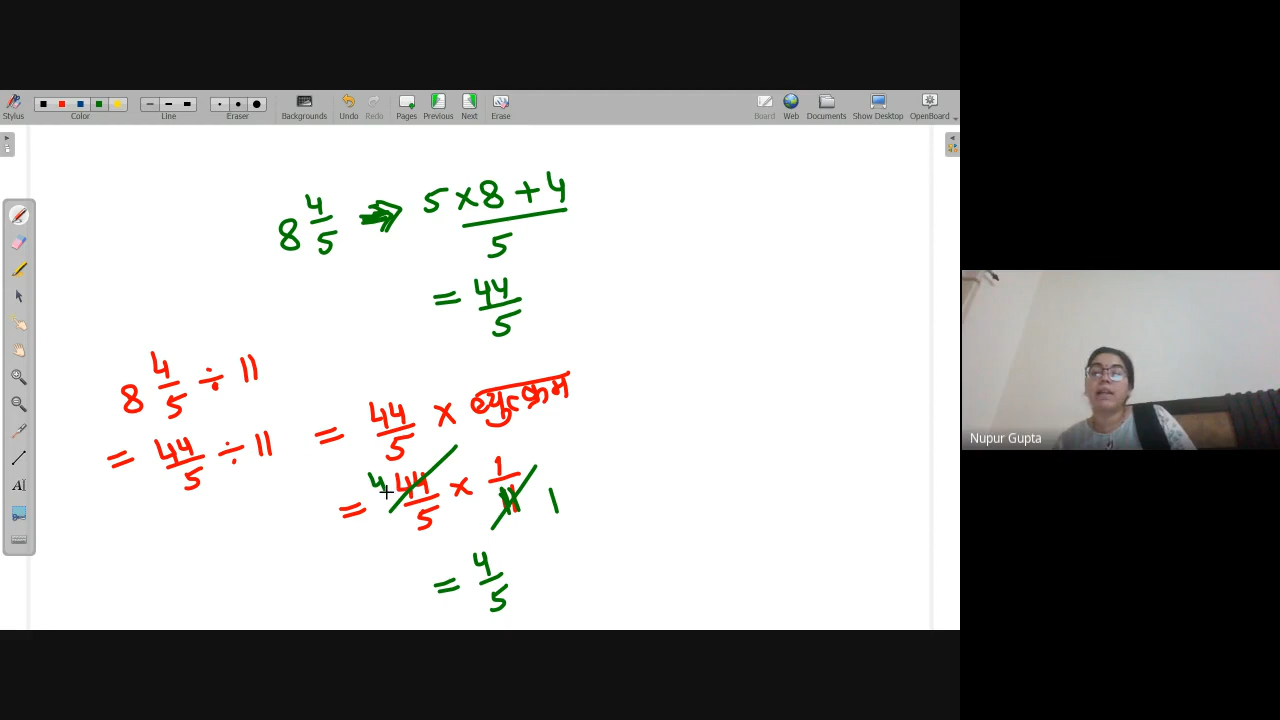 Stylus Color Line Eraser Backgrounds Undo Redo Pages Previous Next Erase Board Web Documents Show Desktop OpenBoard
8 4/5 ⇒ (5 × 8 + 4)/5
= 44/5
8 4/5 ÷ 11
= 44/5 ÷ 11
= 44/5 × व्युत्क्रम
= 4 44/5 × 1/11 1
= 4/5
Nupur Gupta